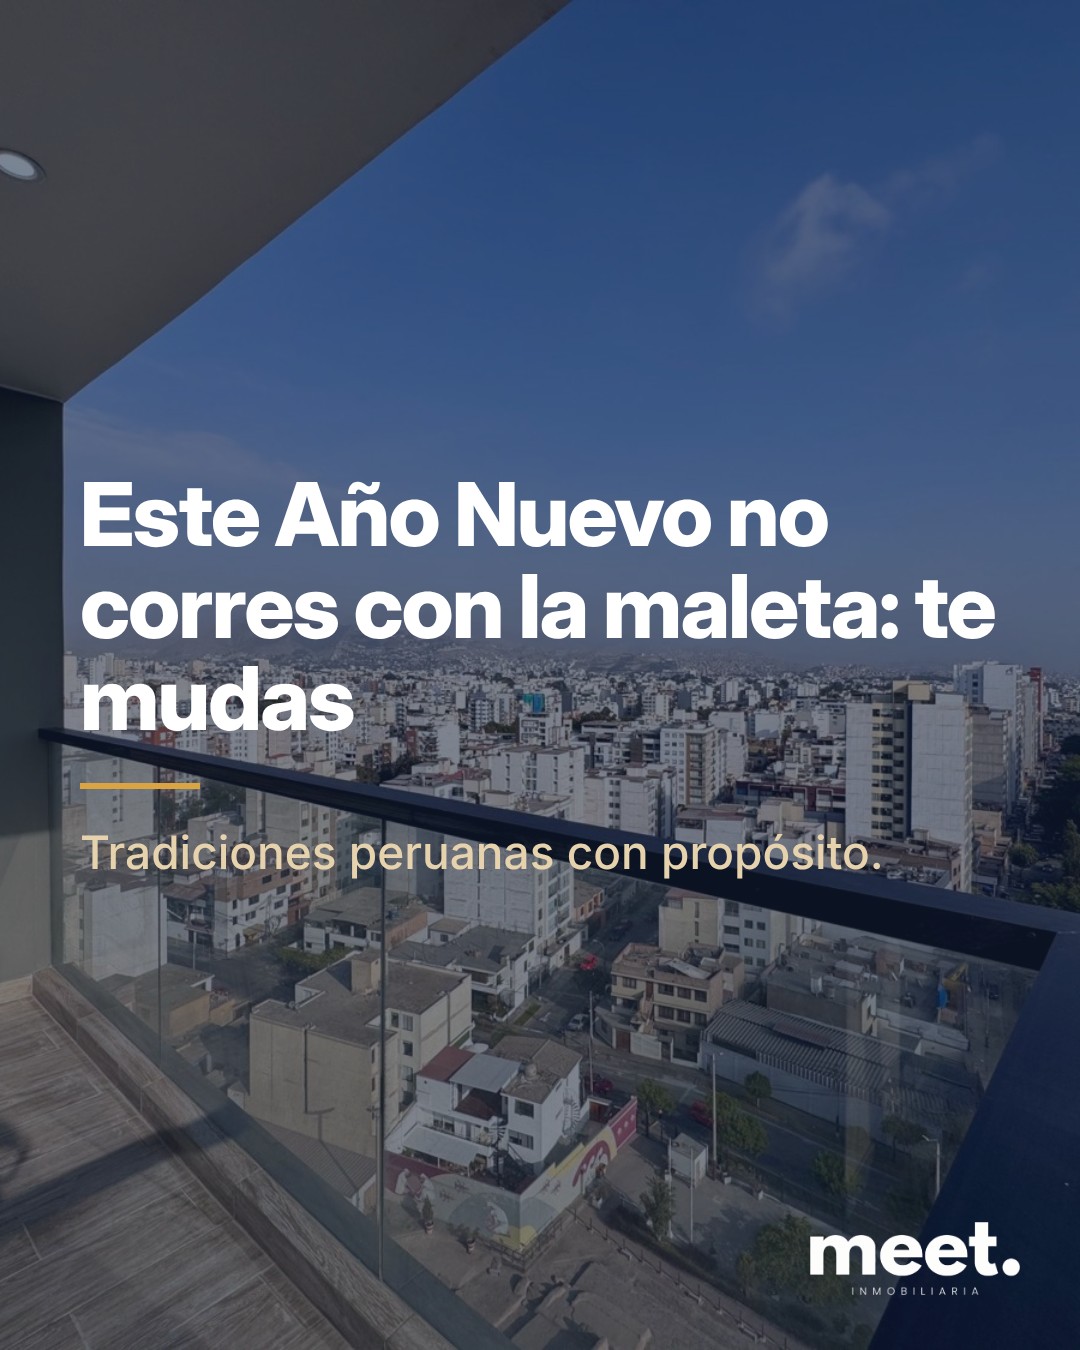 Este Año Nuevo no
corres con la maleta: te
mudas
Tradiciones peruanas con propósito.
meet.
INMOBILIARIA